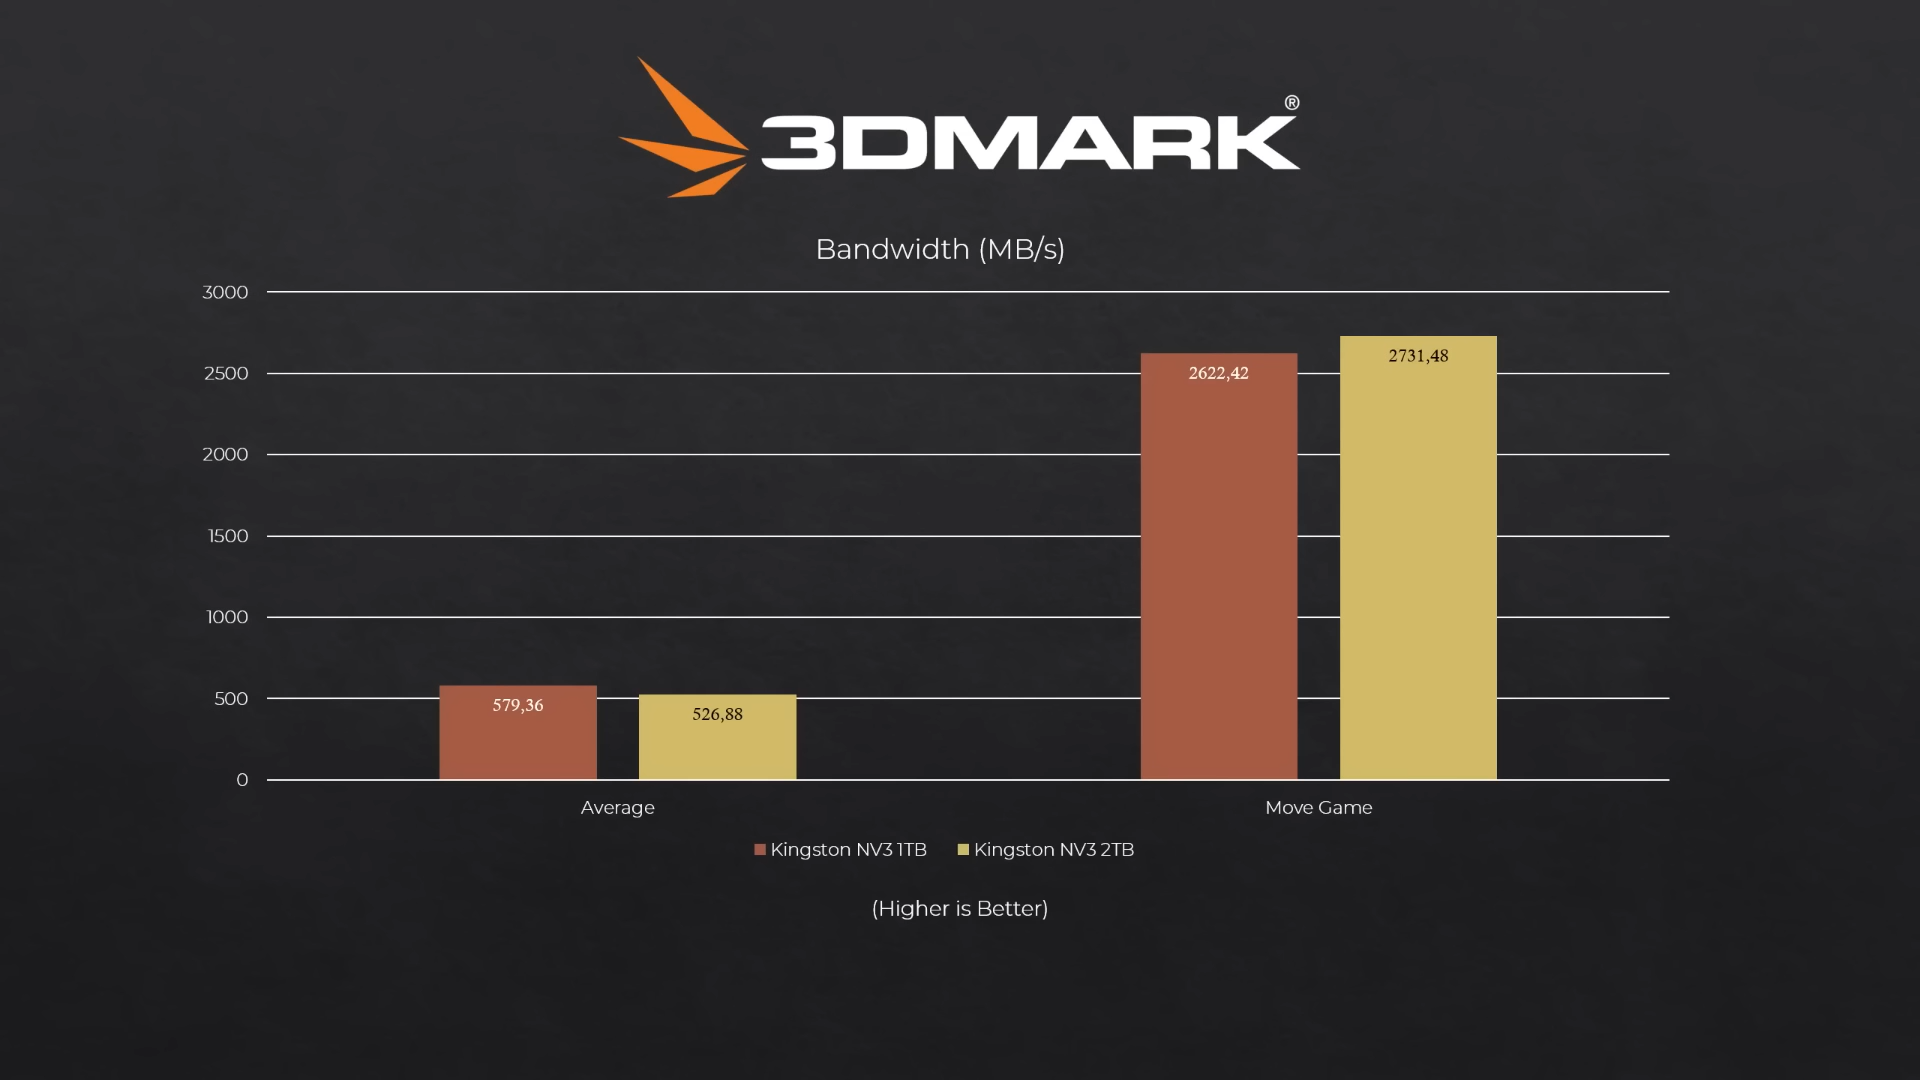 3DMARK®
Bandwidth (MB/s)
3000
2500
2000
1500
1000
500
0
2622,42
2731,48
579,36
526,88
Average
Move Game
Kingston NV3 1TB
Kingston NV3 2TB
(Higher is Better)